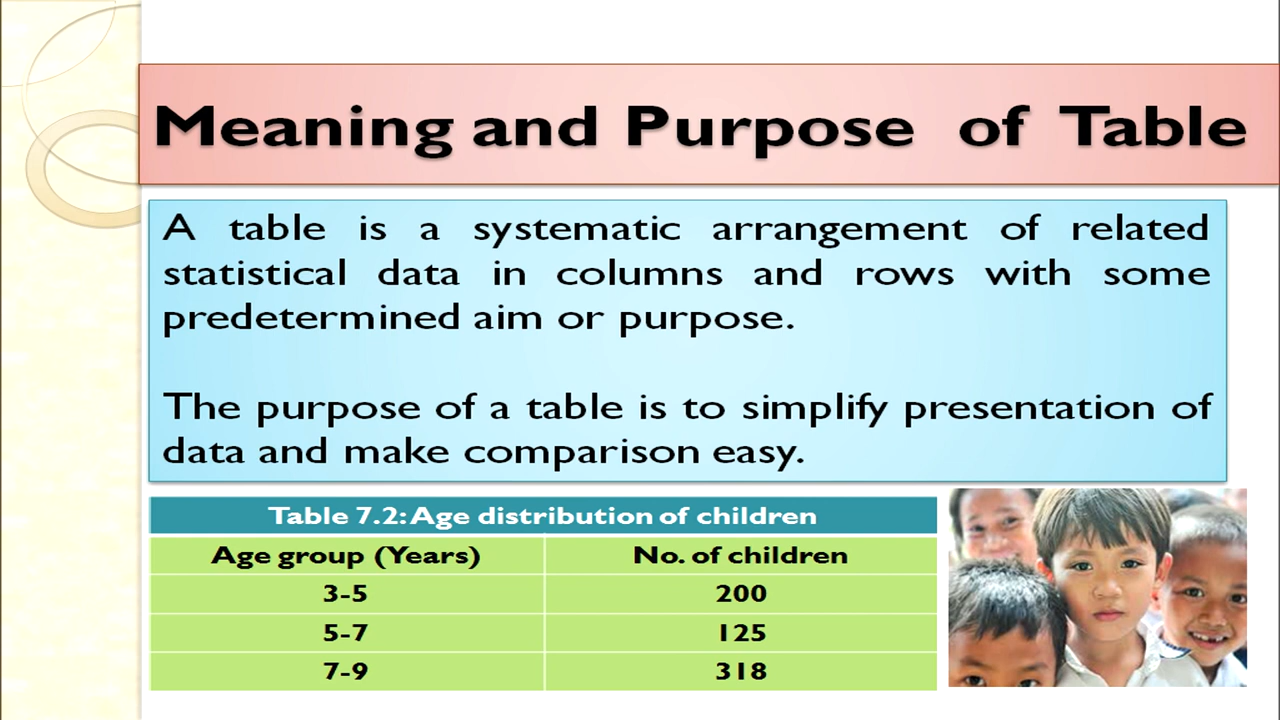 Meaning and Purpose of Table
A table is a systematic arrangement of related
statistical data in columns and rows with some
predetermined aim or purpose.
The purpose of a table is to simplify presentation of
data and make comparison easy.
Table 7.2: Age distribution of children
Age group (Years) No. of children
3-5 200
5-7 125
7-9 318